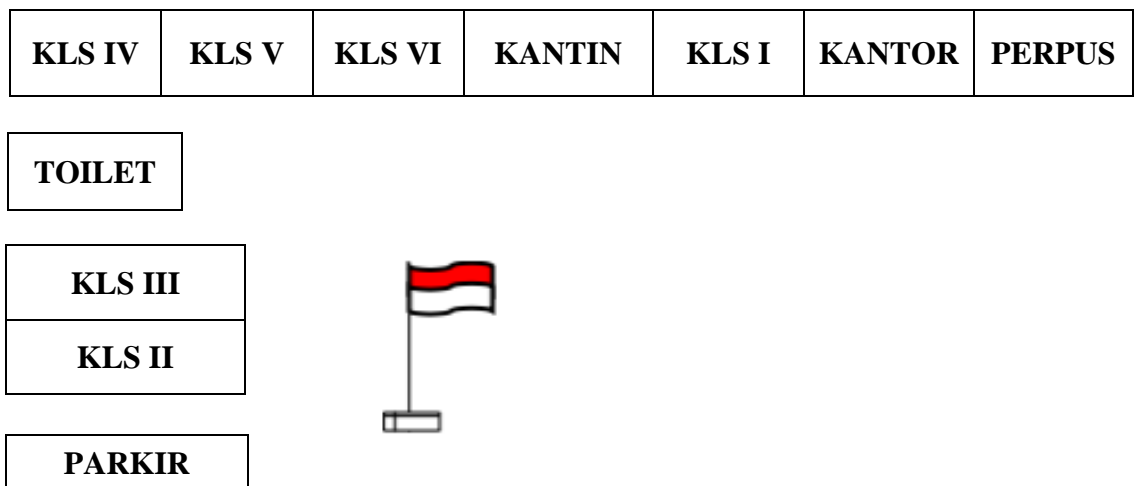 KLS IV KLS V KLS VI KANTIN KLS I KANTOR PERPUS
TOILET
KLS III
KLS II
PARKIR